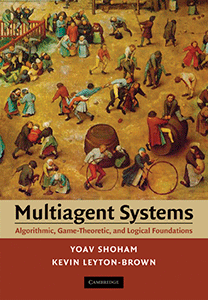 Multiagent Systems
Algorithmic, Game-Theoretic, and Logical Foundations
YOAV SHOHAM
KEVIN LEYTON-BROWN
CAMBRIDGE